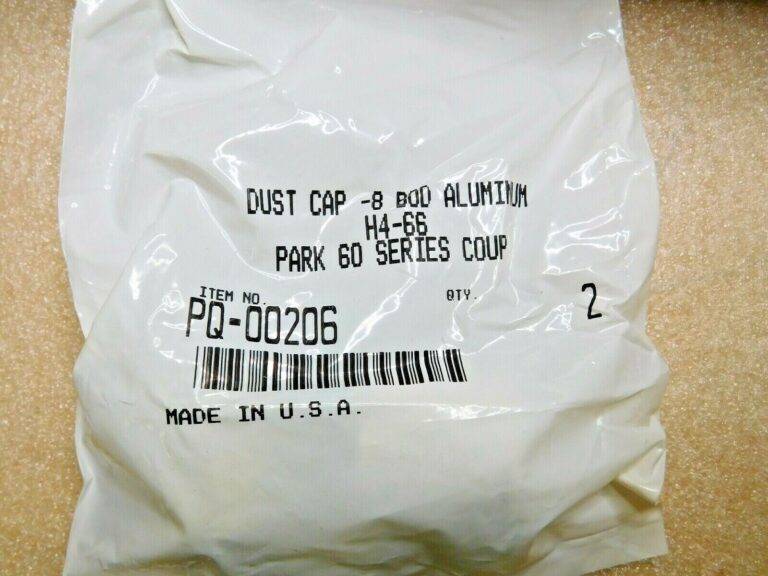 DUST CAP -8 BOD ALUMINUM
H4-66
PARK 60 SERIES COUP
ITEM NO. QTY. 2
PQ-00206
MADE IN U.S.A.